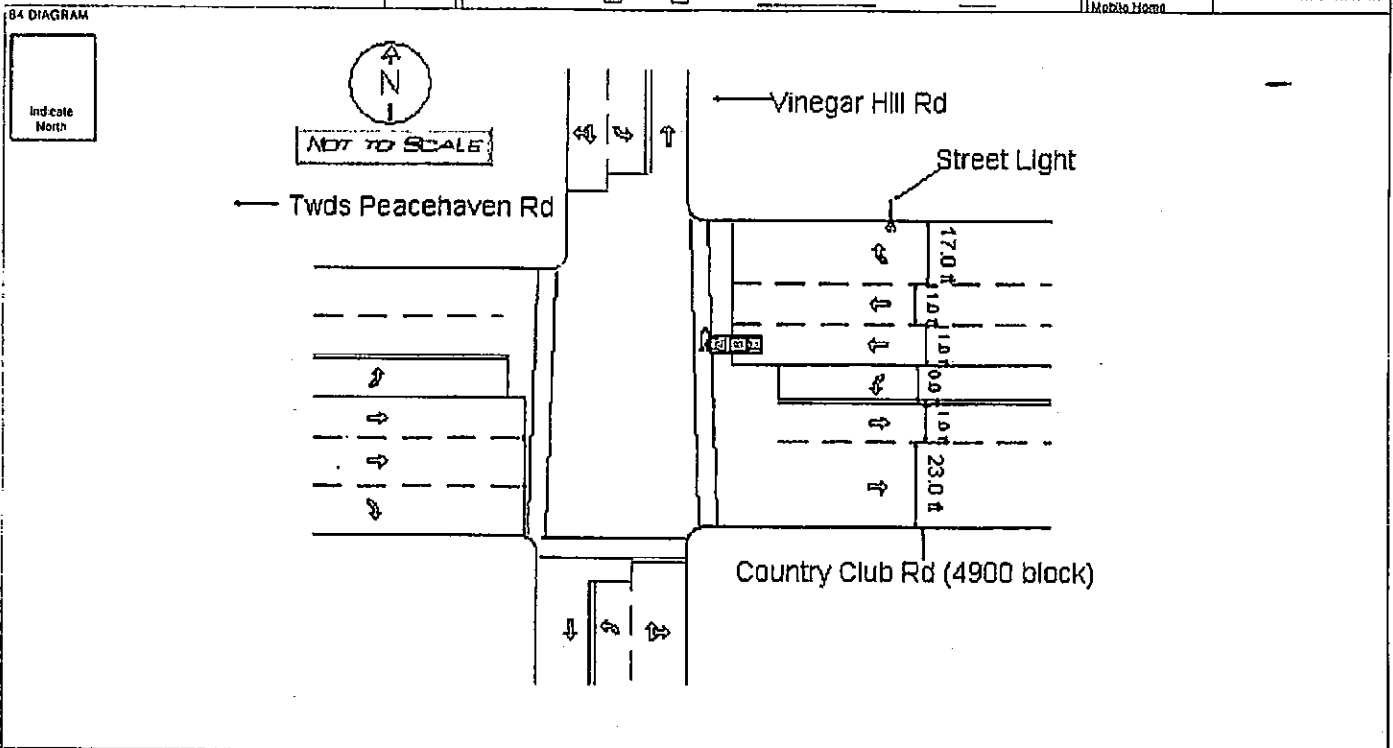 Mobile Home
84 DIAGRAM
Indicate
North
N
NOT TO SCALE
Vinegar Hill Rd
Street Light
Twds Peacehaven Rd
17.0 ft
23.0 ft
Country Club Rd (4900 block)